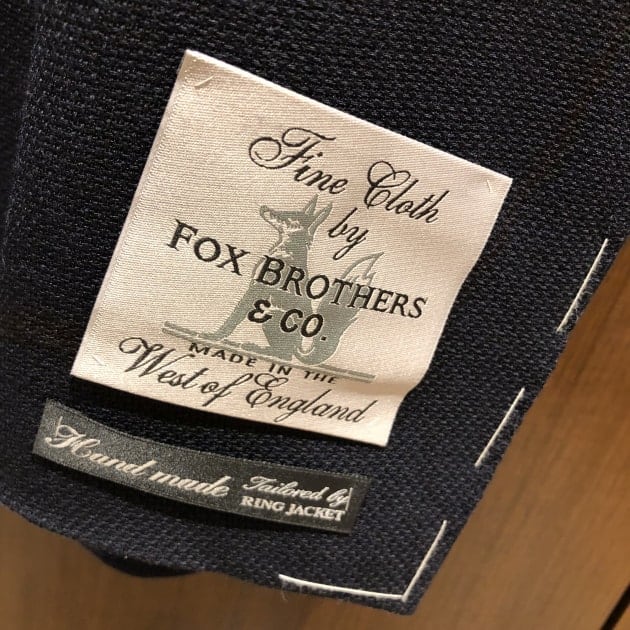 Fine Cloth
by
FOX BROTHERS
& CO.
MADE IN THE
West of England
Hand made
Tailored by
RING JACKET